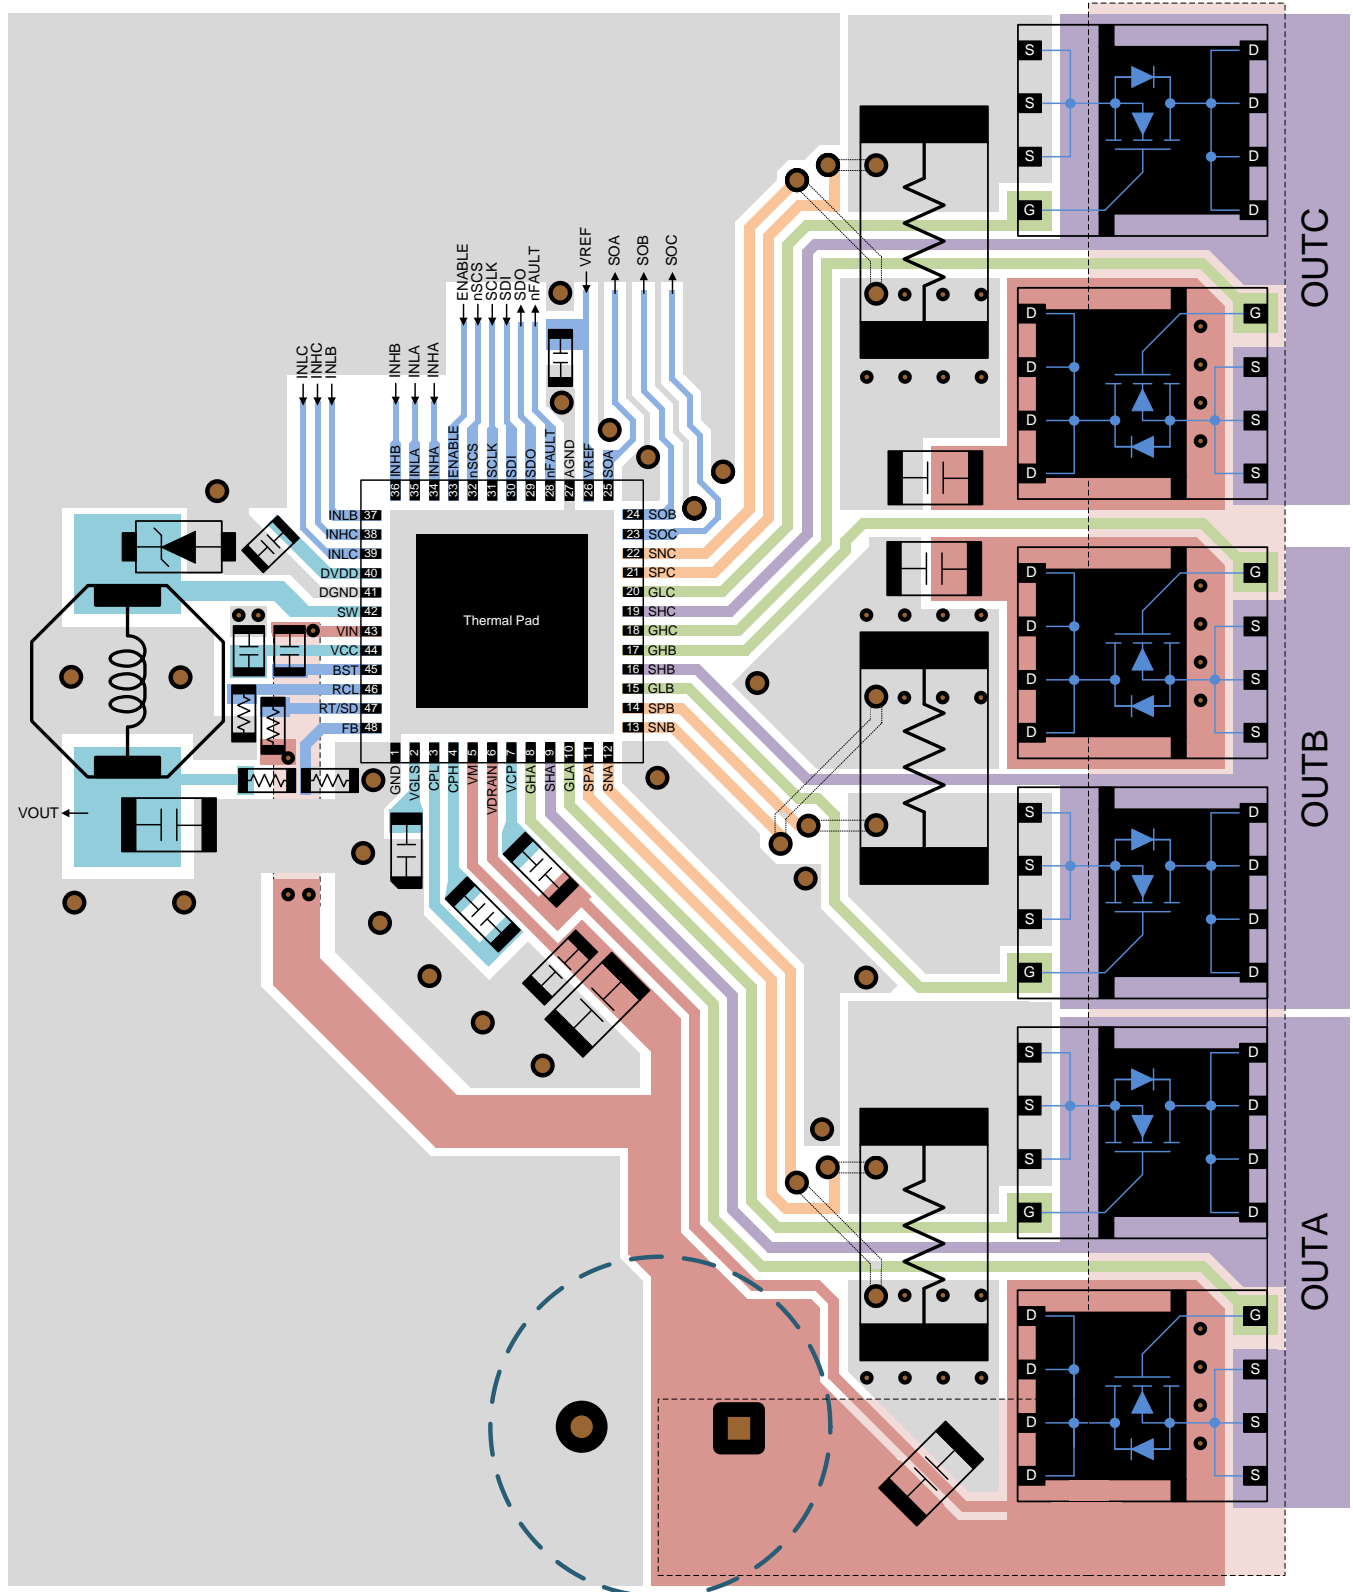 S
S
S
G
D
D
D
D
OUTC
D
D
D
D
G
S
S
S
ENABLE
nSCS
SCLK
SDI
SDO
nFAULT
VREF
SOA
SOB
SOC
INLC
INHC
INLB
INHB
INLA
INHA
36 INHB
35 INLA
34 INHA
33 ENABLE
32 nSCS
31 SCLK
30 SDI
29 SDO
28 nFAULT
27 AGND
26 VREF
25 SOA
INLB 37
INHC 38
INLC 39
DVDD 40
DGND 41
SW 42
VIN 43
VCC 44
BST 45
RCL 46
RT/SD 47
FB 48
Thermal Pad
24 SOB
23 SOC
22 SNC
21 SPC
20 GLC
19 SHC
18 GHC
17 GHB
16 SHB
15 GLB
14 SPB
13 SNB
GND 1
VGLS 2
CPL 3
CPH 4
VM 5
VDRAIN 6
VCP 7
GHA 8
SHA 9
GLA 10
SPA 11
SNA 12
VOUT
D
D
D
D
G
S
S
S
OUTB
S
S
S
G
D
D
D
D
S
S
S
G
D
D
D
D
OUTA
D
D
D
D
G
S
S
S